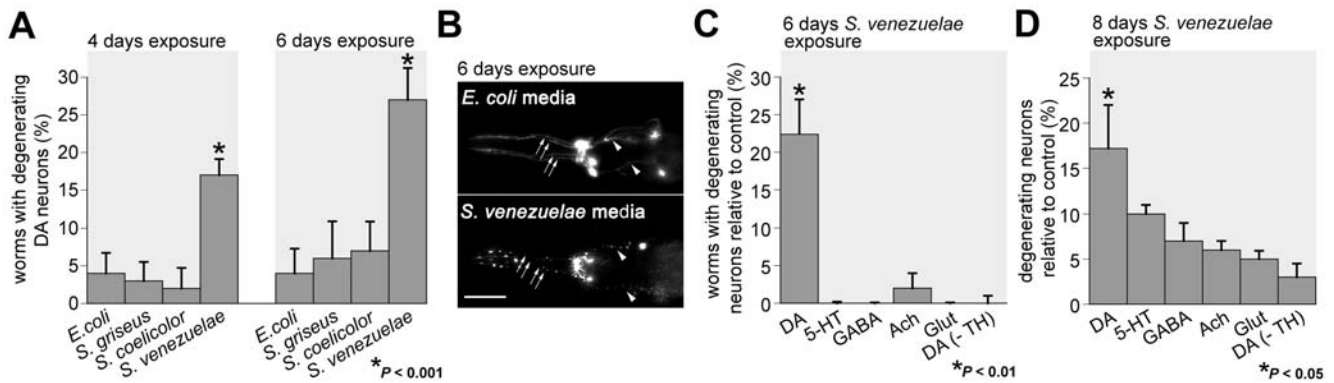 A
4 days exposure
6 days exposure
worms with degenerating
DA neurons (%)
30
25
20
15
10
5
0
*
*
E.coli
S. griseus
S. coelicolor
S. venezuelae
E.coli
S. griseus
S. coelicolor
S. venezuelae
*P < 0.001
B
6 days exposure
E. coli media
S. venezuelae media
C
6 days S. venezuelae
exposure
worms with degenerating
neurons relative to control (%)
30
25
20
15
10
5
0
*
DA
5-HT
GABA
Ach
Glut
DA (- TH)
*P < 0.01
D
8 days S. venezuelae
exposure
degenerating neurons
relative to control (%)
25
20
15
10
5
0
*
DA
5-HT
GABA
Ach
Glut
DA (- TH)
*P < 0.05